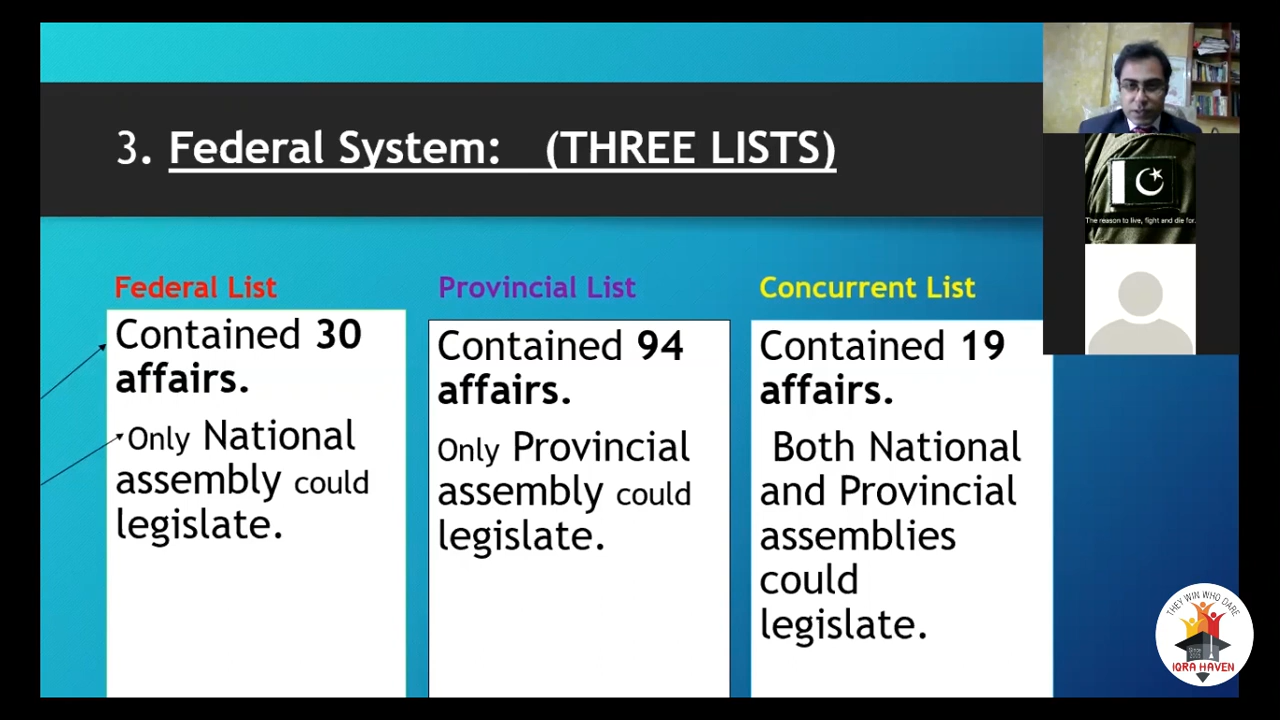 3. Federal System: (THREE LISTS)
The reason to live, fight and die for.
Federal List
Contained 30
affairs.
Only National
assembly could
legislate.
Provincial List
Contained 94
affairs.
Only Provincial
assembly could
legislate.
Concurrent List
Contained 19
affairs.
Both National
and Provincial
assemblies
could
legislate.
THEY WIN WHO DARE
Since
IQRA HAVEN